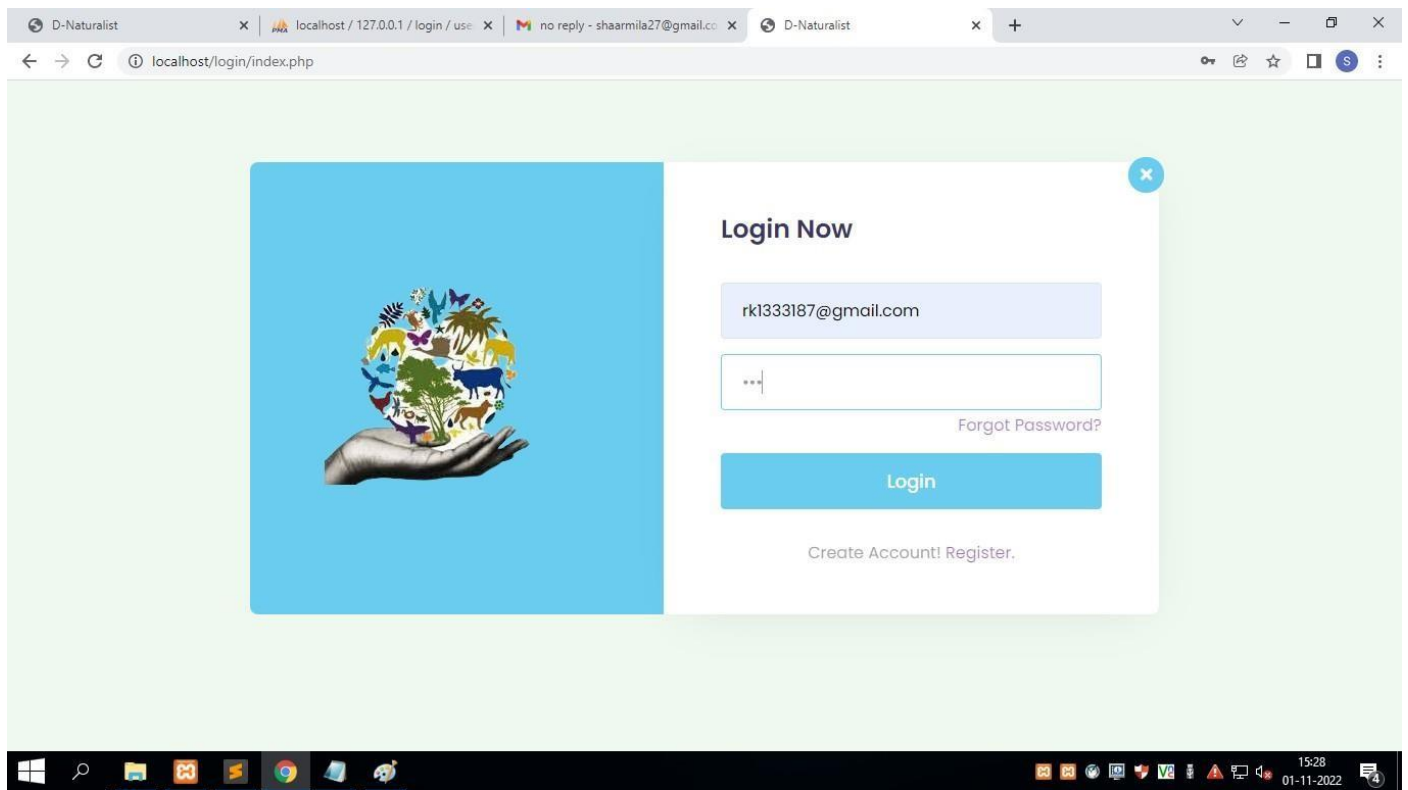 D-Naturalist
localhost / 127.0.0.1 / login / use
no reply - shaarmila27@gmail.co
D-Naturalist
localhost/login/index.php
S
Login Now
rk1333187@gmail.com
Forgot Password?
Login
Create Account! Register.
15:28
01-11-2022
4